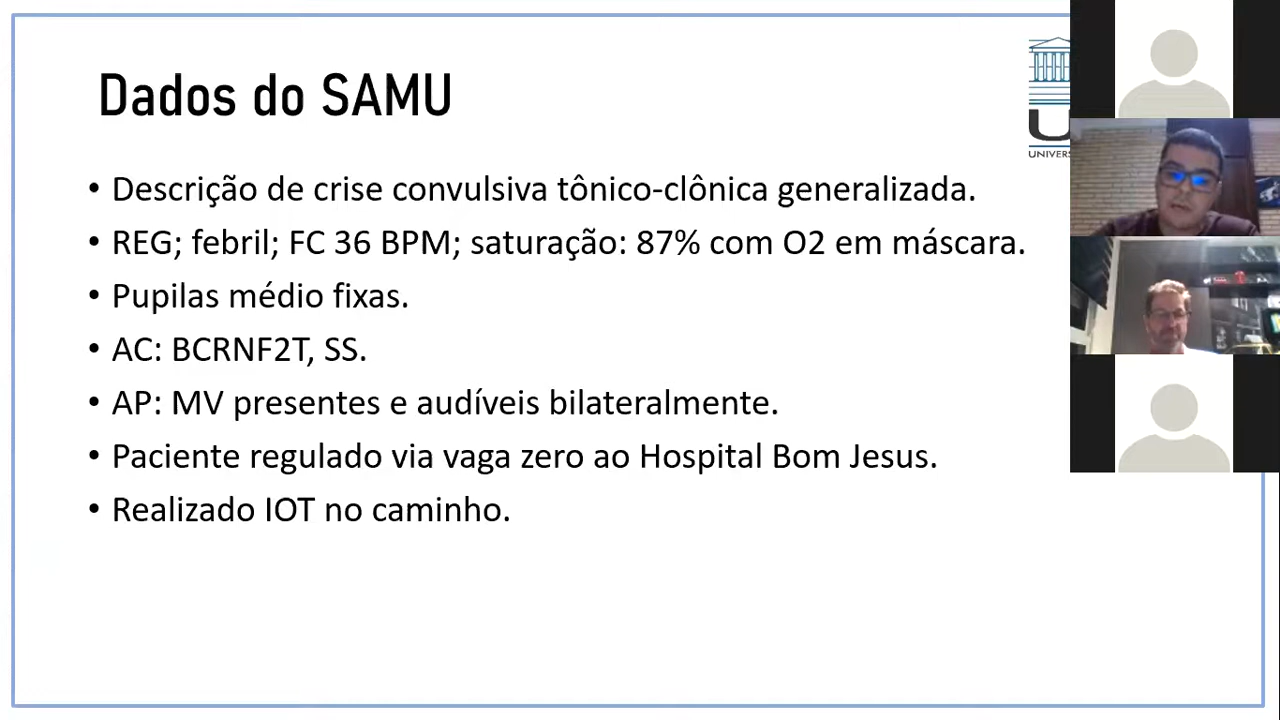 Dados do SAMU
U
UNIVERS
• Descrição de crise convulsiva tônico-clônica generalizada.
• REG; febril; FC 36 BPM; saturação: 87% com O2 em máscara.
• Pupilas médio fixas.
• AC: BCRNF2T, SS.
• AP: MV presentes e audíveis bilateralmente.
• Paciente regulado via vaga zero ao Hospital Bom Jesus.
• Realizado IOT no caminho.